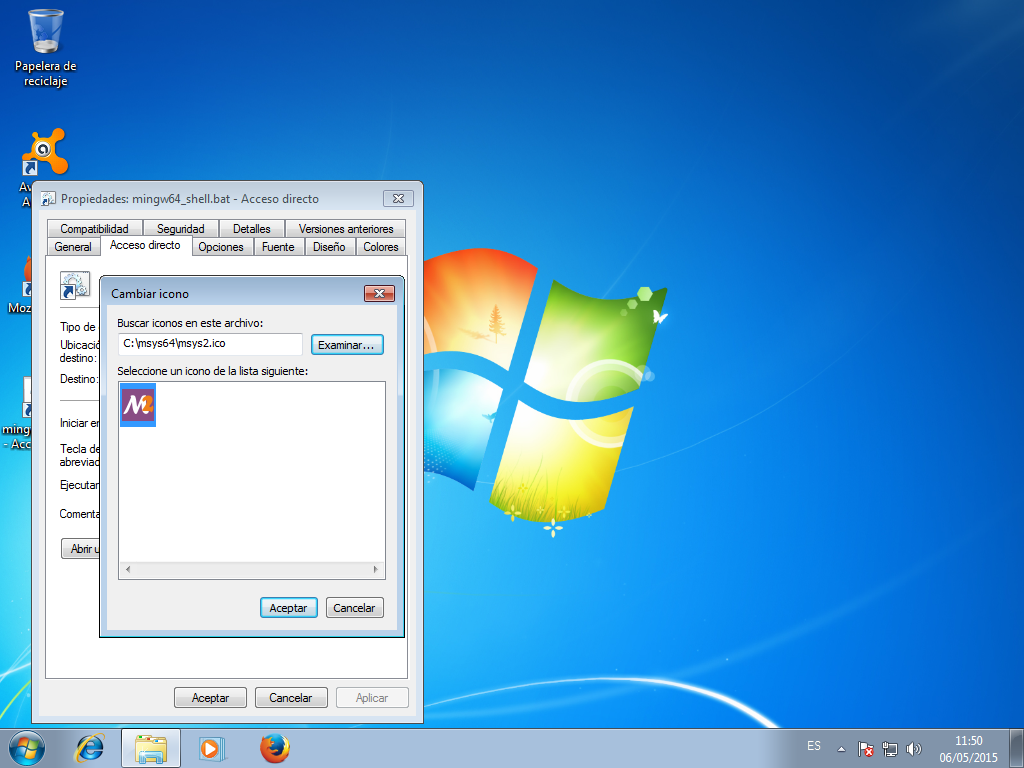 Papelera de
reciclaje
Propiedades: mingw64_shell.bat - Acceso directo
Compatibilidad
Seguridad
Detalles
Versiones anteriores
General
Acceso directo
Opciones
Fuente
Diseño
Colores
Cambiar icono
Buscar iconos en este archivo:
C:\msys64\msys2.ico
Examinar...
Seleccione un icono de la lista siguiente:
M2
Tipo de
Ubicació
destino:
Destino:
Iniciar en
Tecla de
abreviad
Ejecutar
Comenta
Abrir u
Aceptar
Cancelar
Aceptar
Cancelar
Aplicar
Av
A
Moz
ming
- Acc
ES
11:50
06/05/2015